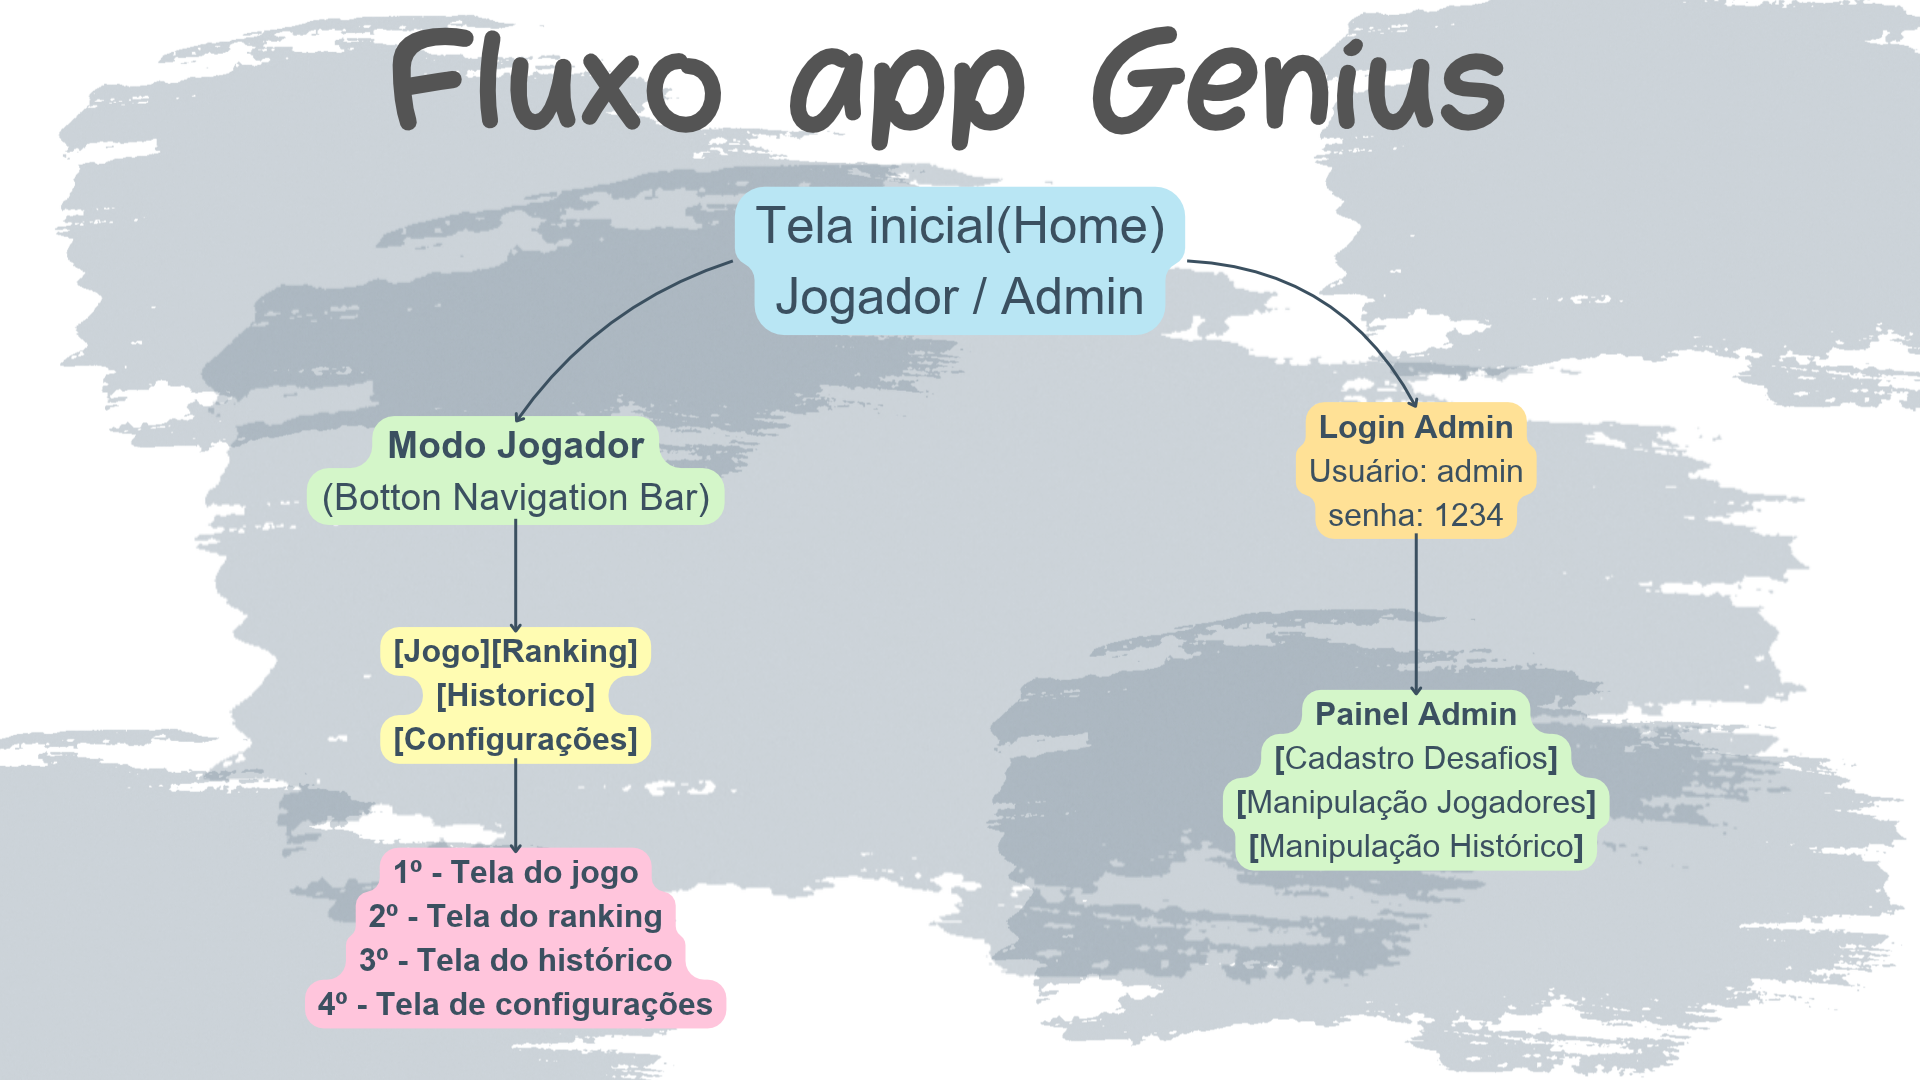 Fluxo app Genius
Tela inicial(Home)
Jogador / Admin
Modo Jogador
(Botton Navigation Bar)
[Jogo][Ranking]
[Historico]
[Configurações]
1º - Tela do jogo
2º - Tela do ranking
3º - Tela do histórico
4º - Tela de configurações
Login Admin
Usuário: admin
senha: 1234
Painel Admin
[Cadastro Desafios]
[Manipulação Jogadores]
[Manipulação Histórico]